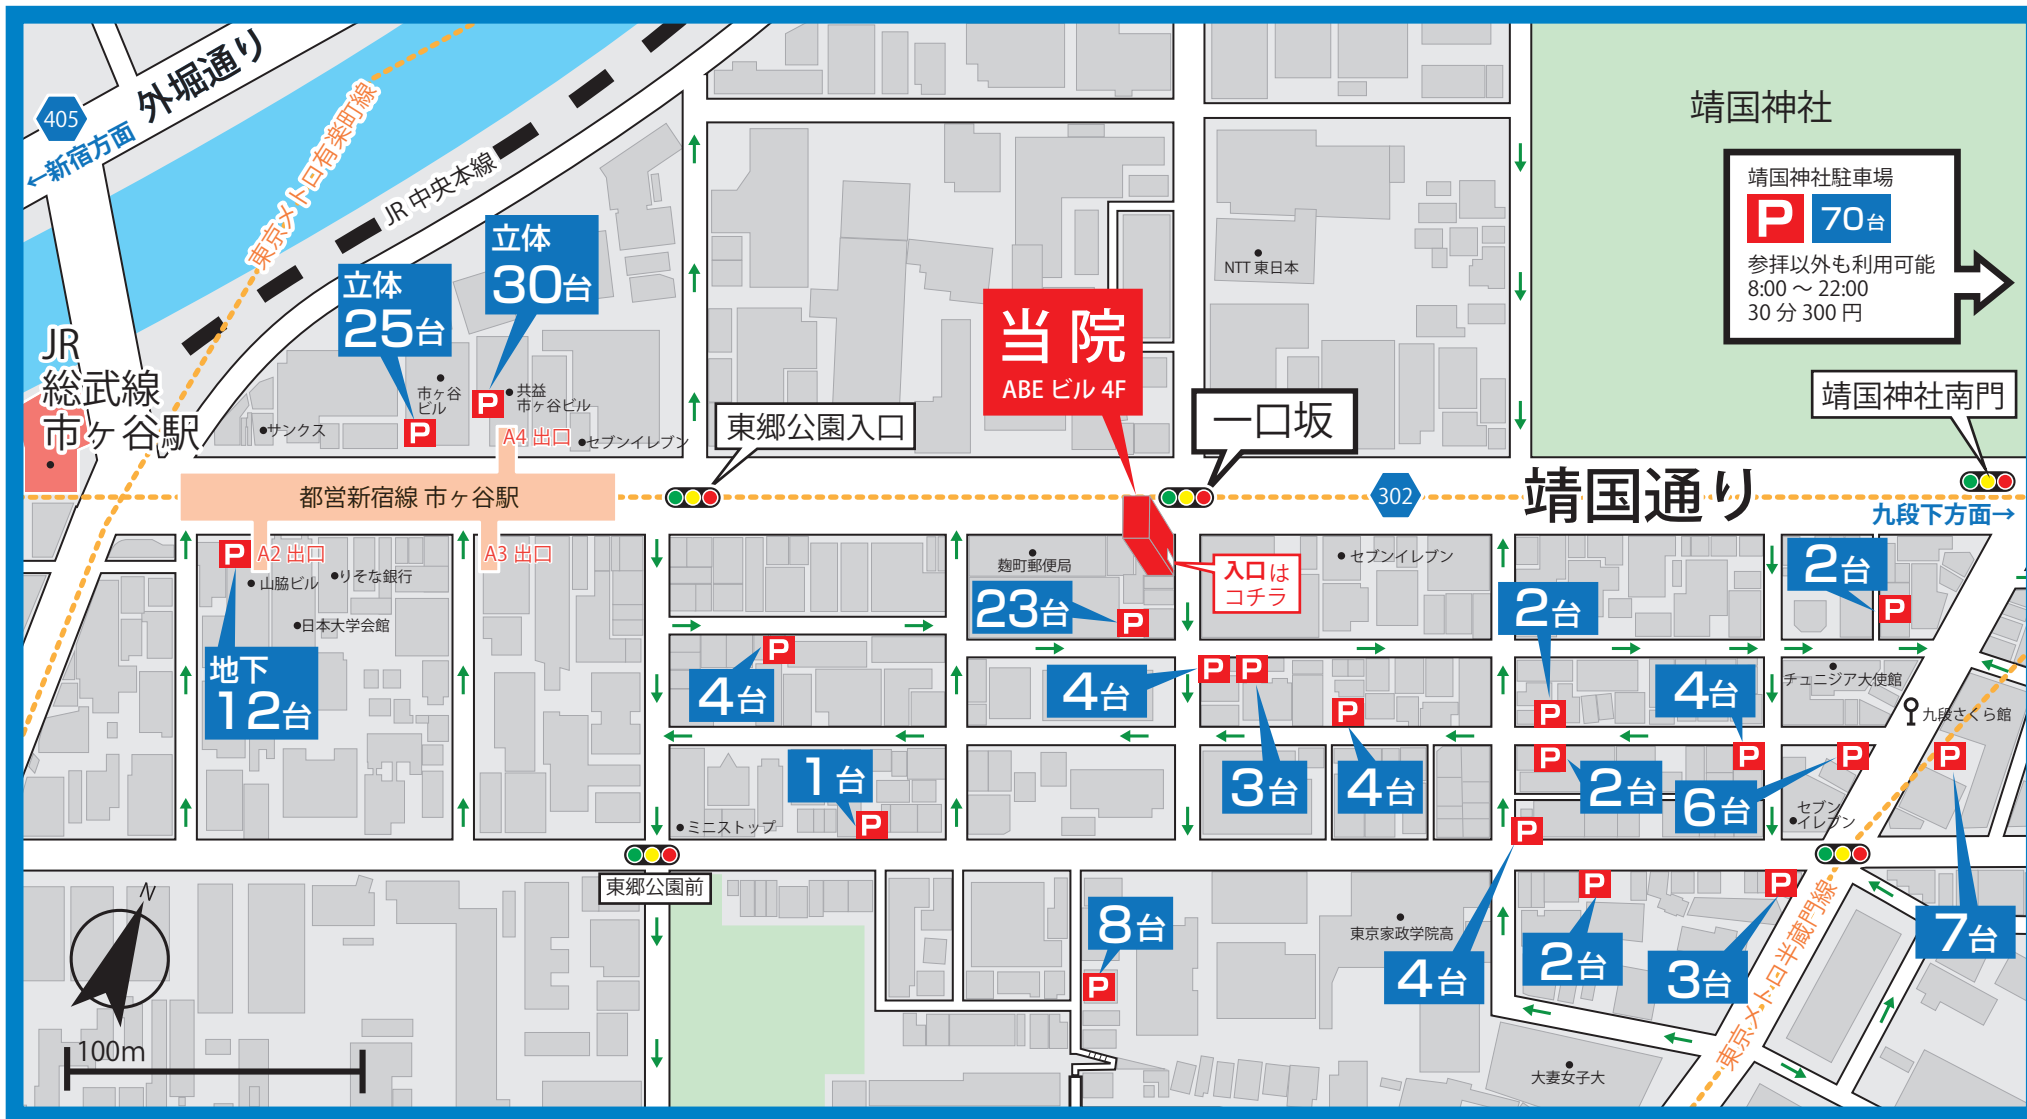 外堀通り
405
←新宿方面
東京メトロ有楽町線
JR 中央本線
靖国神社
靖国神社駐車場
P 70台
参拝以外も利用可能
8:00 ～ 22:00
30 分 300 円
立体
30台
立体
25台
NTT 東日本
当院
ABE ビル 4F
JR
総武線
市ヶ谷駅
市ヶ谷
ビル
P
共益
市ヶ谷ビル
サンクス
P
A4 出口
セブンイレブン
東郷公園入口
一口坂
靖国神社南門
都営新宿線 市ヶ谷駅
302
靖国通り
九段下方面→
P
A2 出口
A3 出口
山脇ビル
りそな銀行
日本大学会館
地下
12台
麹町郵便局
23台
P
入口は
コチラ
セブンイレブン
2台
2台
P
P
4台
4台
P
P
3台
P
4台
P
4台
P
チュニジア大使館
九段さくら館
1台
P
ミニストップ
P
2台
6台
P
P
7台
セブン
イレブン
P
4台
東郷公園前
N
100m
8台
P
東京家政学院高
P
2台
P
3台
東京メトロ半蔵門線
大妻女子大